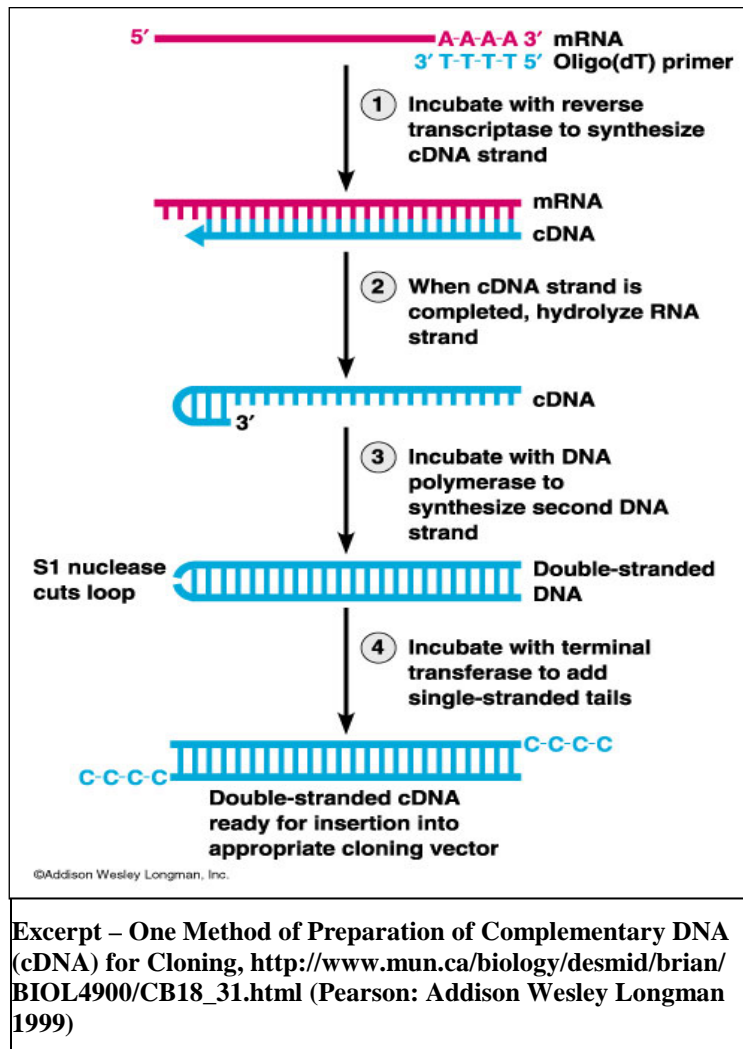 5′ A-A-A-A 3′ mRNA
3′ T-T-T-T 5′ Oligo(dT) primer
1 Incubate with reverse
transcriptase to synthesize
cDNA strand
mRNA
cDNA
2 When cDNA strand is
completed, hydrolyze RNA
strand
cDNA
3′
3 Incubate with DNA
polymerase to
synthesize second DNA
strand
S1 nuclease
cuts loop
Double-stranded
DNA
4 Incubate with terminal
transferase to add
single-stranded tails
C-C-C-C
C-C-C-C
Double-stranded cDNA
ready for insertion into
appropriate cloning vector
©Addison Wesley Longman, Inc.
Excerpt – One Method of Preparation of Complementary DNA
(cDNA) for Cloning, http://www.mun.ca/biology/desmid/brian/
BIOL4900/CB18_31.html (Pearson: Addison Wesley Longman
1999)